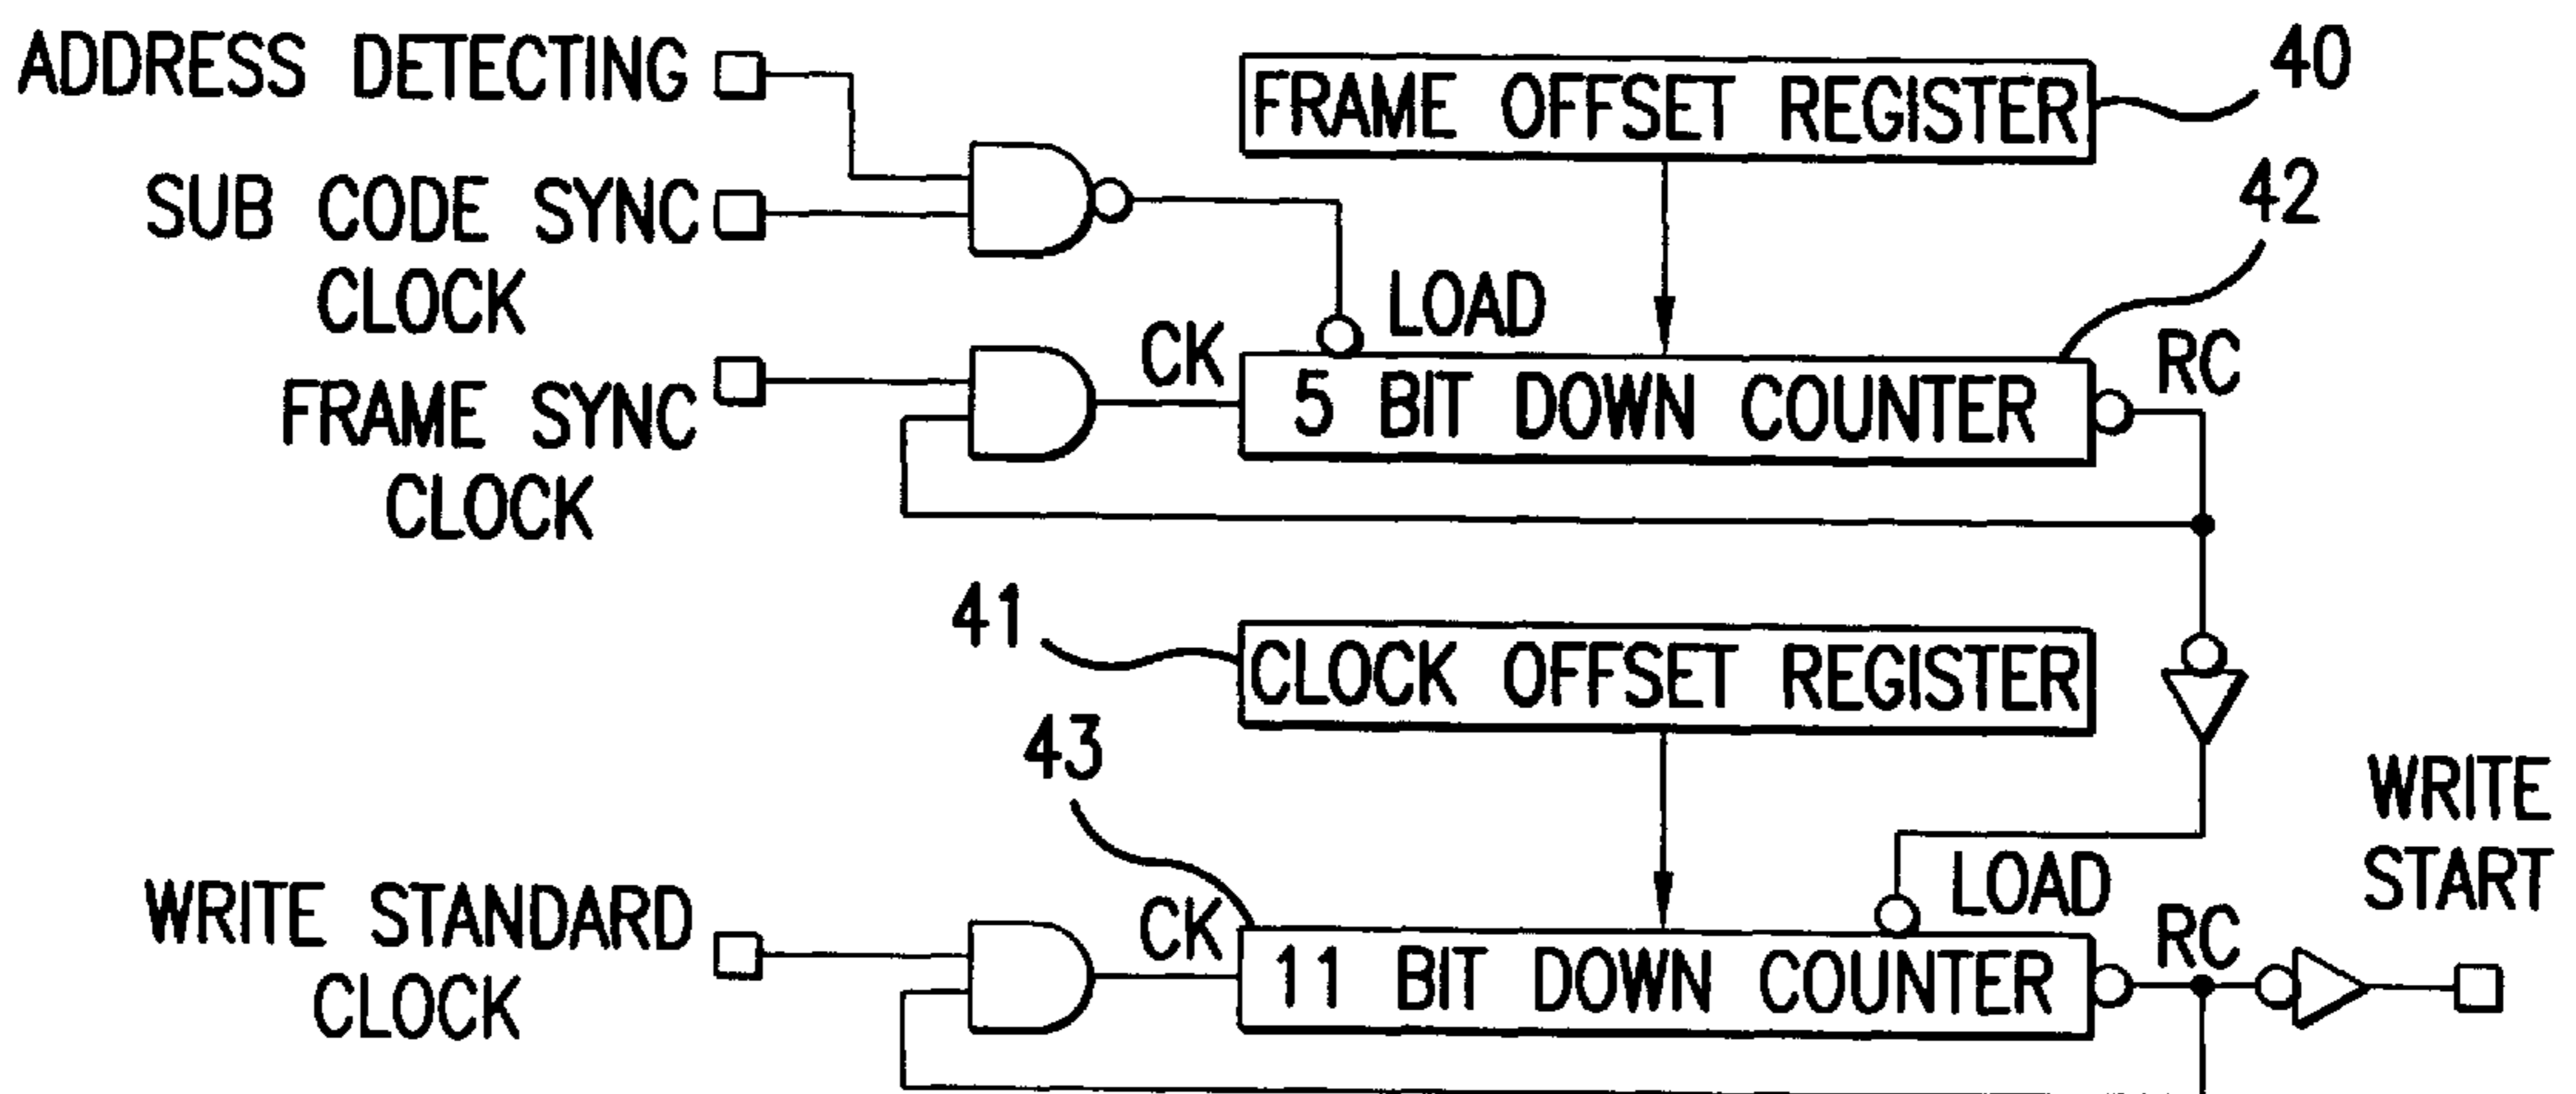 ADDRESS DETECTING
FRAME OFFSET REGISTER
40
SUB CODE SYNC
CLOCK
42
LOAD
CK
RC
FRAME SYNC
CLOCK
5 BIT DOWN COUNTER
41
CLOCK OFFSET REGISTER
43
WRITE
START
LOAD
WRITE STANDARD
CLOCK
CK
RC
11 BIT DOWN COUNTER